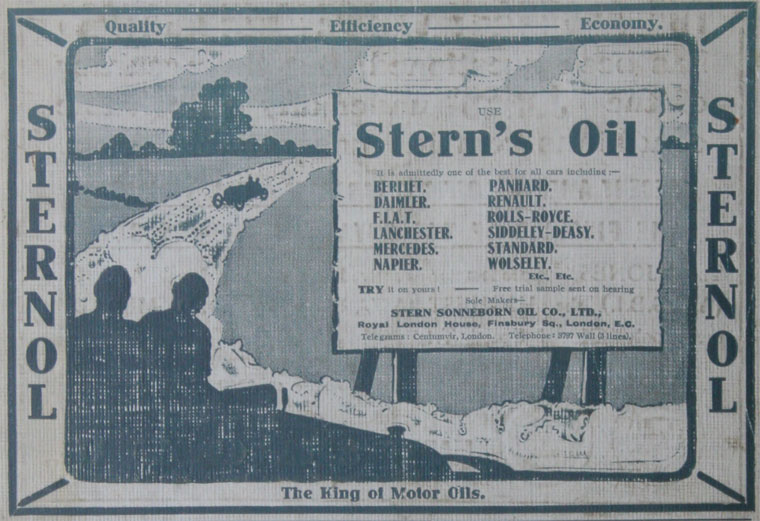 Quality Efficiency Economy.
STERNOL
USE
Stern's Oil
It is admittedly one of the best for all cars including :—
BERLIET. PANHARD.
DAIMLER. RENAULT.
F.I.A.T. ROLLS-ROYCE.
LANCHESTER. SIDDELEY-DEASY.
MERCEDES. STANDARD.
NAPIER. WOLSELEY.
Etc., Etc.
TRY it on yours! — Free trial sample sent on hearing
Sole Makers—
STERN SONNEBORN OIL CO., LTD.,
Royal London House, Finsbury Sq., London, E.C.
Telegrams: Centumvir, London. Telephone: 3797 Wall (3 lines).
STERNOL
The King of Motor Oils.